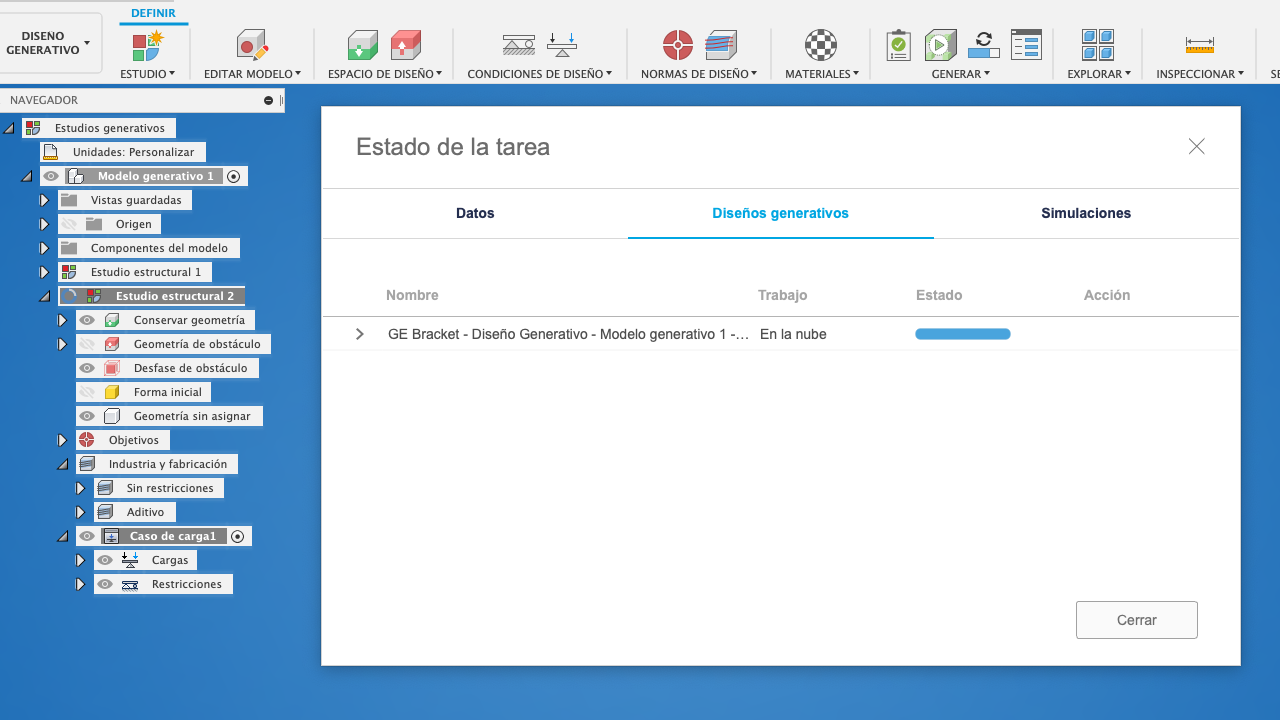 DEFINIR
DISEÑO
GENERATIVO
ESTUDIO
EDITAR MODELO
ESPACIO DE DISEÑO
CONDICIONES DE DISEÑO
NORMAS DE DISEÑO
MATERIALES
GENERAR
EXPLORAR
INSPECCIONAR
SE
NAVEGADOR
Estudios generativos
Unidades: Personalizar
Modelo generativo 1
Vistas guardadas
Origen
Componentes del modelo
Estudio estructural 1
Estudio estructural 2
Conservar geometría
Geometría de obstáculo
Desfase de obstáculo
Forma inicial
Geometría sin asignar
Objetivos
Industria y fabricación
Sin restricciones
Aditivo
Caso de carga1
Cargas
Restricciones
Estado de la tarea
Datos
Diseños generativos
Simulaciones
Nombre
Trabajo
Estado
Acción
GE Bracket - Diseño Generativo - Modelo generativo 1 -...
En la nube
Cerrar